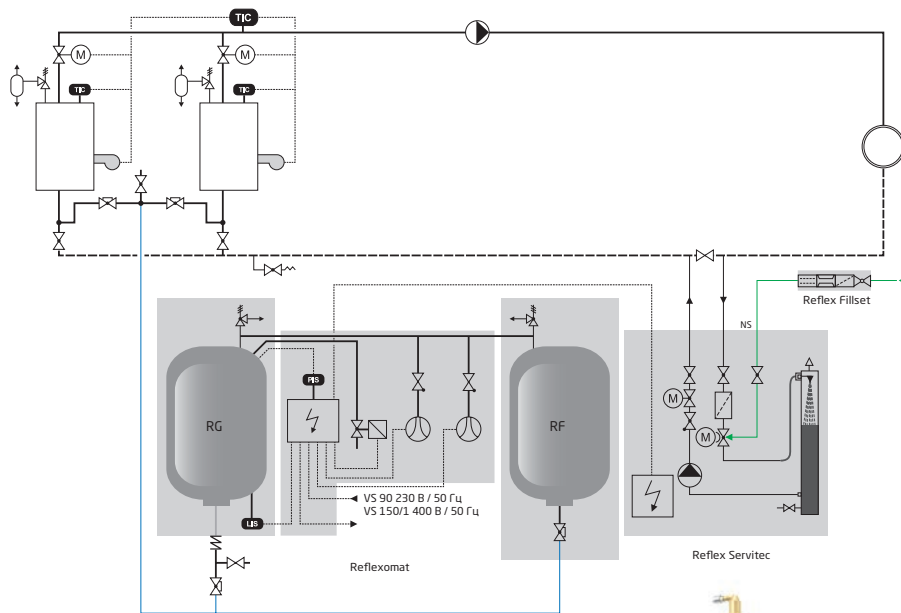 TIC
M
M
TIC
TIC
Reflex Fillset
NS
PIS
RG
RF
M
M
VS 90 230 В / 50 Гц
VS 150/1 400 В / 50 Гц
LIS
Reflexomat
Reflex Servitec